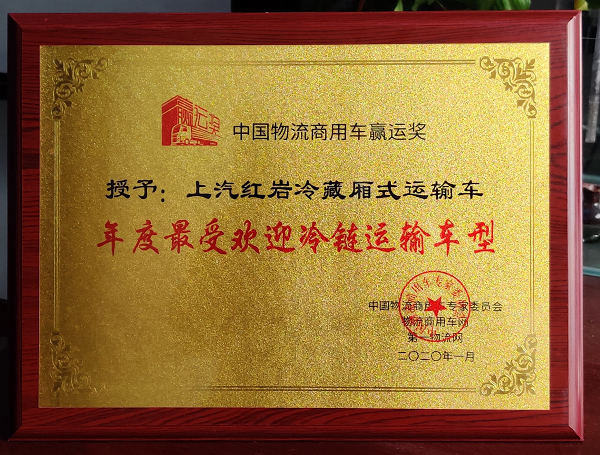 赢运奖
中国物流商用车赢运奖
授予：上汽红岩冷藏厢式运输车
年度最受欢迎冷链运输车型
中国物流商用车专家委员会
物流商用车网
第一物流网
二〇二〇年一月